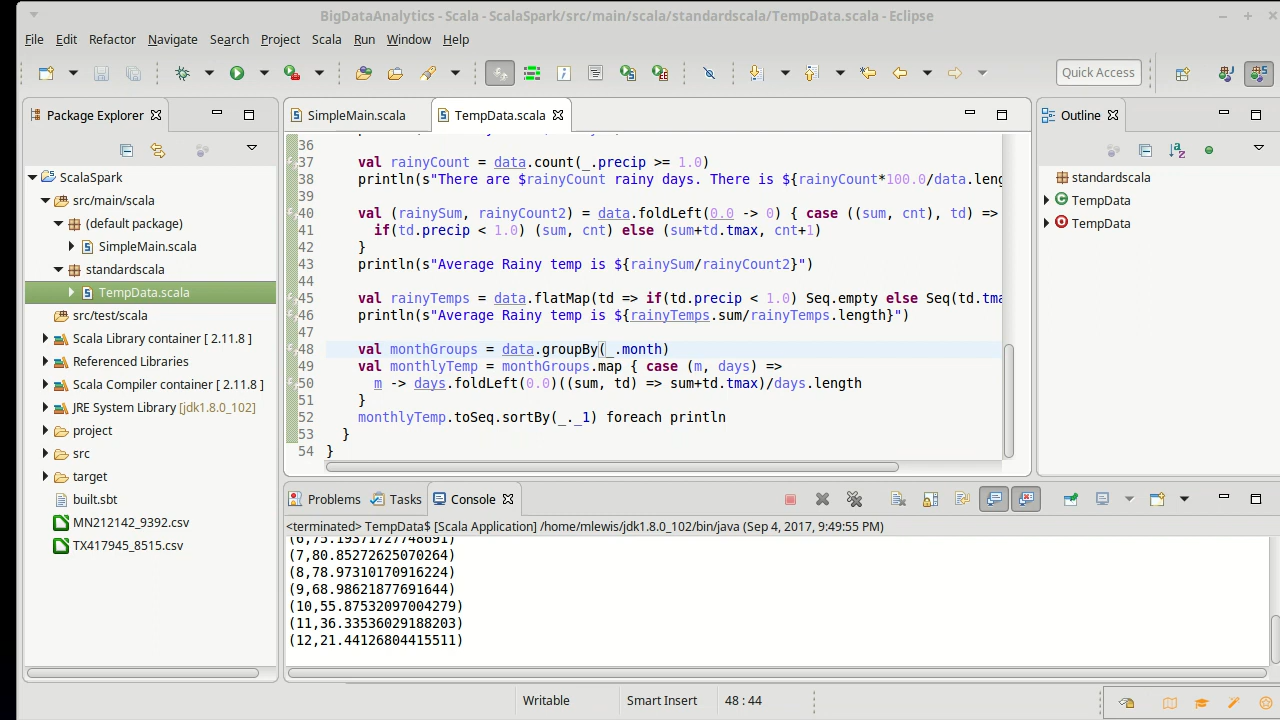 BigDataAnalytics - Scala - ScalaSpark/src/main/scala/standardscala/TempData.scala - Eclipse
File Edit Refactor Navigate Search Project Scala Run Window Help
Quick Access
Package Explorer
ScalaSpark
src/main/scala
(default package)
SimpleMain.scala
standardscala
TempData.scala
src/test/scala
Scala Library container [ 2.11.8 ]
Referenced Libraries
Scala Compiler container [ 2.11.8 ]
JRE System Library [jdk1.8.0_102]
project
src
target
built.sbt
MN212142_9392.csv
TX417945_8515.csv
SimpleMain.scala TempData.scala
36
37 val rainyCount = data.count(_.precip >= 1.0)
38 println(s"There are $rainyCount rainy days. There is ${rainyCount*100.0/data.leng
39
40 val (rainySum, rainyCount2) = data.foldLeft(0.0 -> 0) { case ((sum, cnt), td) =>
41 if(td.precip < 1.0) (sum, cnt) else (sum+td.tmax, cnt+1)
42 }
43 println(s"Average Rainy temp is ${rainySum/rainyCount2}")
44
45 val rainyTemps = data.flatMap(td => if(td.precip < 1.0) Seq.empty else Seq(td.tma
46 println(s"Average Rainy temp is ${rainyTemps.sum/rainyTemps.length}")
47
48 val monthGroups = data.groupBy(_.month)
49 val monthlyTemp = monthGroups.map { case (m, days) =>
50 m -> days.foldLeft(0.0)((sum, td) => sum+td.tmax)/days.length
51 }
52 monthlyTemp.toSeq.sortBy(_._1) foreach println
53 }
54 }
Outline
standardscala
TempData
TempData
Problems Tasks Console
<terminated> TempData$ [Scala Application] /home/mlewis/jdk1.8.0_102/bin/java (Sep 4, 2017, 9:49:55 PM)
(6,75.19371727748691)
(7,80.85272625070264)
(8,78.97310170916224)
(9,68.98621877691644)
(10,55.87532097004279)
(11,36.33536029188203)
(12,21.44126804415511)
Writable Smart Insert 48 : 44